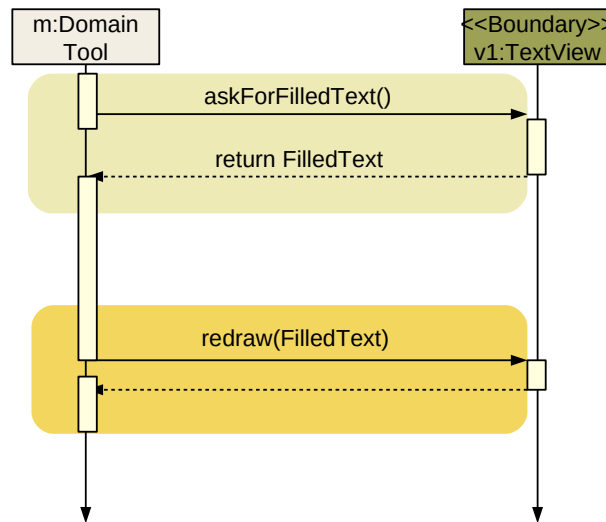 m:Domain
Tool
<<Boundary>>
v1:TextView
askForFilledText()
return FilledText
redraw(FilledText)